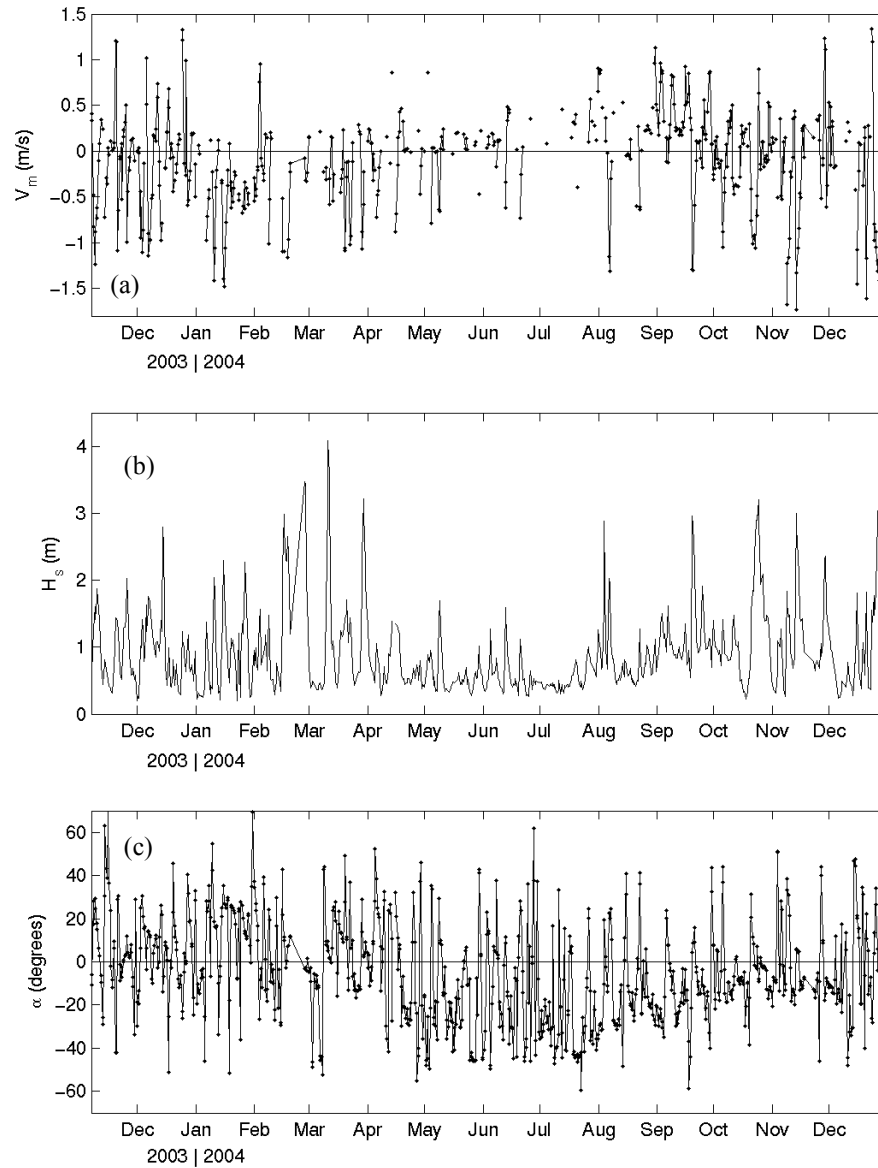 1.5
1
0.5
0
−0.5
−1
−1.5
V_m (m/s)
(a)
Dec Jan Feb Mar Apr May Jun Jul Aug Sep Oct Nov Dec
2003 | 2004
4
3
2
1
0
H_s (m)
(b)
Dec Jan Feb Mar Apr May Jun Jul Aug Sep Oct Nov Dec
2003 | 2004
60
40
20
0
−20
−40
−60
α (degrees)
(c)
Dec Jan Feb Mar Apr May Jun Jul Aug Sep Oct Nov Dec
2003 | 2004